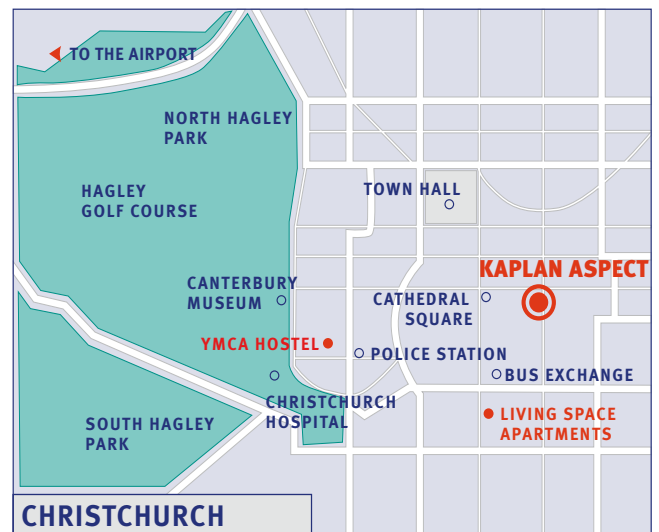 TO THE AIRPORT
NORTH HAGLEY
PARK
HAGLEY
GOLF COURSE
TOWN HALL
KAPLAN ASPECT
CANTERBURY
MUSEUM
CATHEDRAL
SQUARE
YMCA HOSTEL
POLICE STATION
BUS EXCHANGE
CHRISTCHURCH
HOSPITAL
LIVING SPACE
APARTMENTS
SOUTH HAGLEY
PARK
CHRISTCHURCH